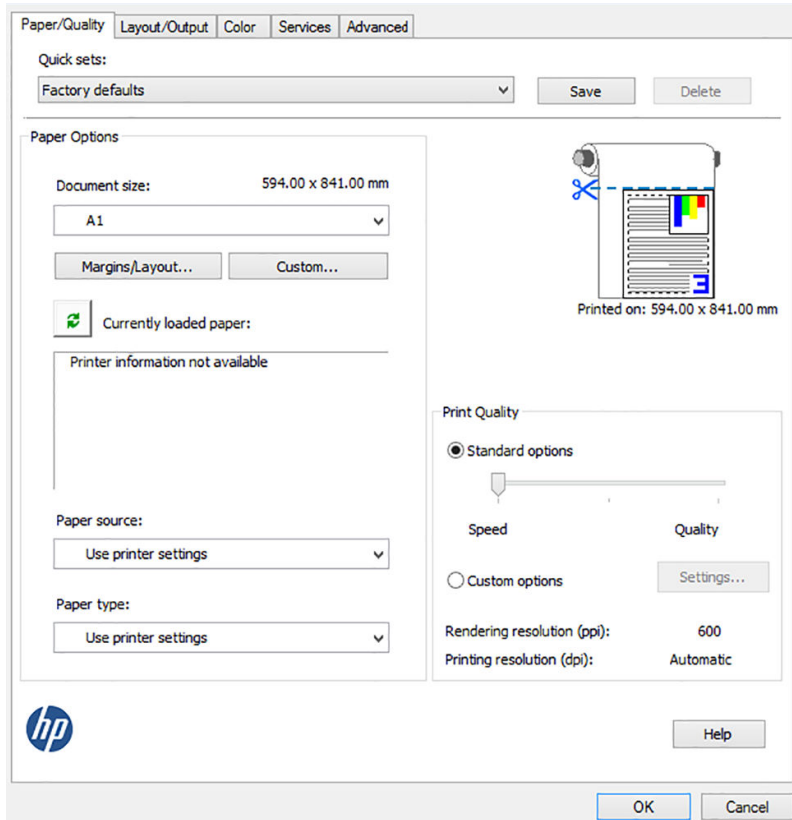 Paper/Quality Layout/Output Color Services Advanced
Quick sets:
Factory defaults Save Delete
Paper Options
Document size: 594.00 x 841.00 mm
A1
Margins/Layout... Custom...
Currently loaded paper:
Printer information not available
Paper source:
Use printer settings
Paper type:
Use printer settings
3
Printed on: 594.00 x 841.00 mm
Print Quality
Standard options
Speed Quality
Custom options Settings...
Rendering resolution (ppi): 600
Printing resolution (dpi): Automatic
hp
Help
OK Cancel